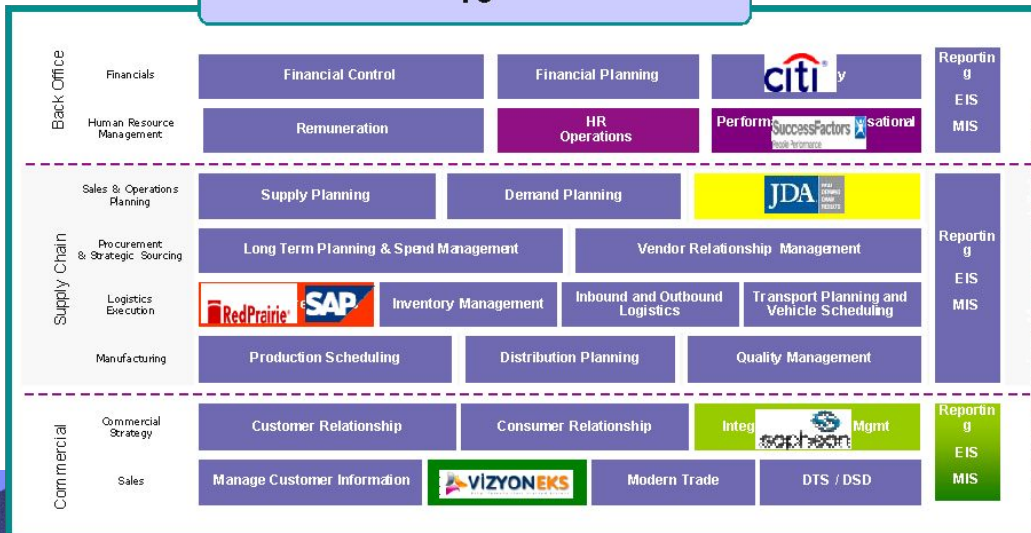 Back Office
Financials
Financial Control
Financial Planning
citi
y
Reportin
g
EIS
MIS
Human Resource
Management
Remuneration
HR
Operations
Perform
SuccessFactors
sational
People Performance
Supply Chain
Sales & Operations
Planning
Supply Planning
Demand Planning
JDA
Procurement
& Strategic Sourcing
Long Term Planning & Spend Management
Vendor Relationship Management
Reportin
g
EIS
MIS
Logistics
Execution
RedPrairie
SAP
Inventory Management
Inbound and Outbound
Logistics
Transport Planning and
Vehicle Scheduling
Manufacturing
Production Scheduling
Distribution Planning
Quality Management
Commercial
Commercial
Strategy
Customer Relationship
Consumer Relationship
Integ
sopheon
Mgmt
Reportin
g
EIS
MIS
Sales
Manage Customer Information
VİZYONEKS
Modern Trade
DTS / DSD